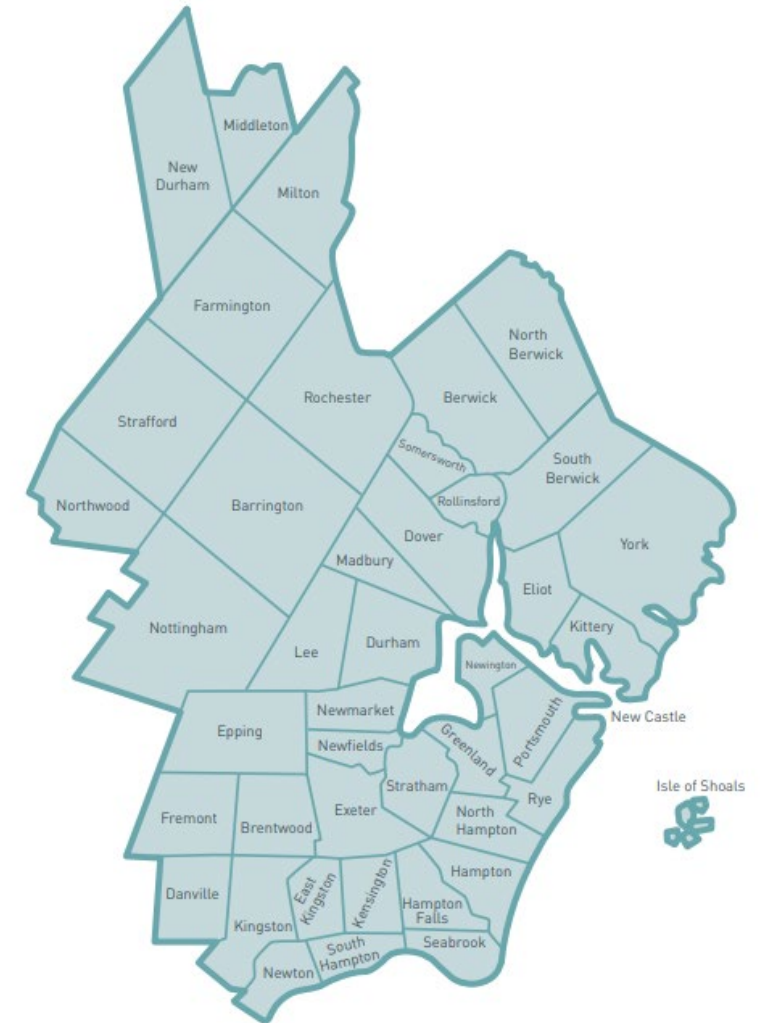 Middleton
New
Durham
Milton
Farmington
North
Berwick
Rochester
Berwick
Strafford
Somersworth
South
Berwick
Northwood
Barrington
Rollinsford
Dover
York
Madbury
Eliot
Nottingham
Kittery
Durham
Lee
Newington
Newmarket
New Castle
Portsmouth
Epping
Newfields
Greenland
Stratham
Isle of Shoals
Rye
Fremont
Exeter
North
Hampton
Brentwood
Hampton
Danville
East
Kingston
Kensington
Hampton
Falls
Kingston
Seabrook
South
Hampton
Newton